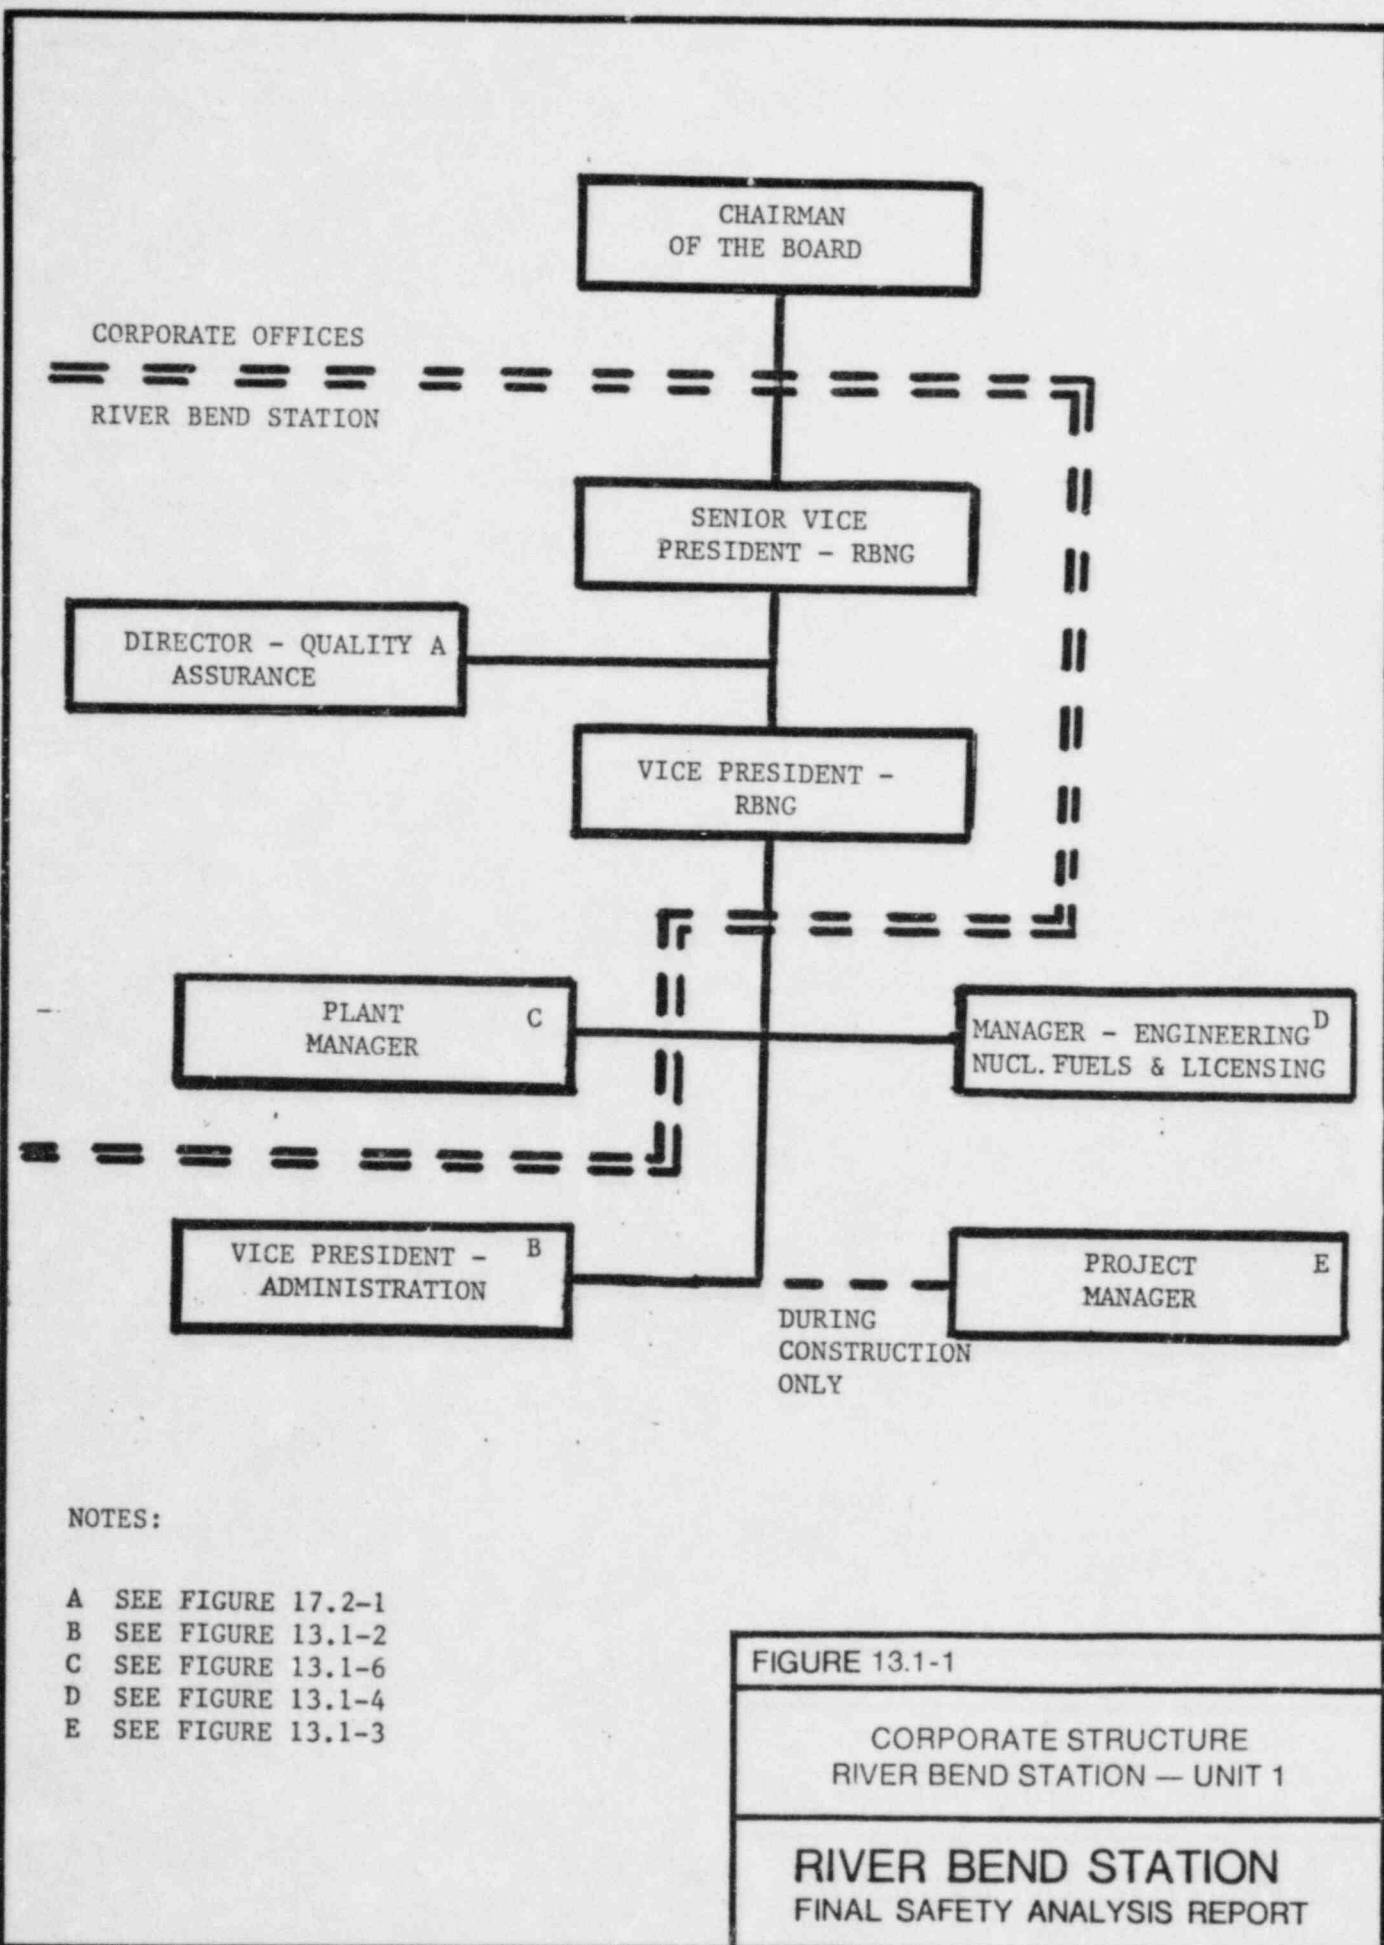 CHAIRMAN
OF THE BOARD
CORPORATE OFFICES
RIVER BEND STATION
SENIOR VICE
PRESIDENT - RBNG
DIRECTOR - QUALITY A
ASSURANCE
VICE PRESIDENT -
RBNG
PLANT C
MANAGER
MANAGER - ENGINEERING D
NUCL. FUELS & LICENSING
VICE PRESIDENT - B
ADMINISTRATION
PROJECT E
MANAGER
DURING
CONSTRUCTION
ONLY
NOTES:
A SEE FIGURE 17.2-1
B SEE FIGURE 13.1-2
C SEE FIGURE 13.1-6
D SEE FIGURE 13.1-4
E SEE FIGURE 13.1-3
FIGURE 13.1-1
CORPORATE STRUCTURE
RIVER BEND STATION — UNIT 1
RIVER BEND STATION
FINAL SAFETY ANALYSIS REPORT